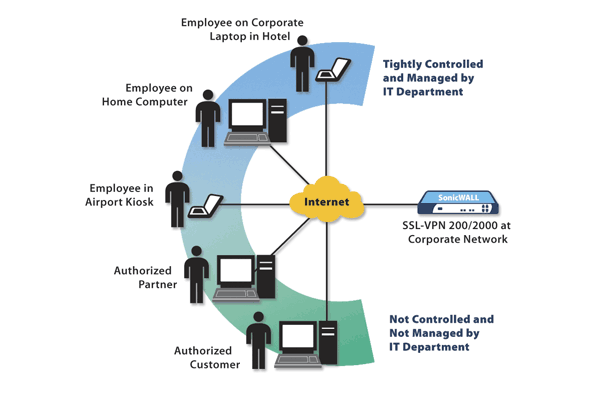 Employee on Corporate
Laptop in Hotel
Tightly Controlled
and Managed by
IT Department
Employee on
Home Computer
Employee in
Airport Kiosk
Internet
SonicWALL
SSL-VPN 200/2000 at
Corporate Network
Authorized
Partner
Not Controlled and
Not Managed by
IT Department
Authorized
Customer